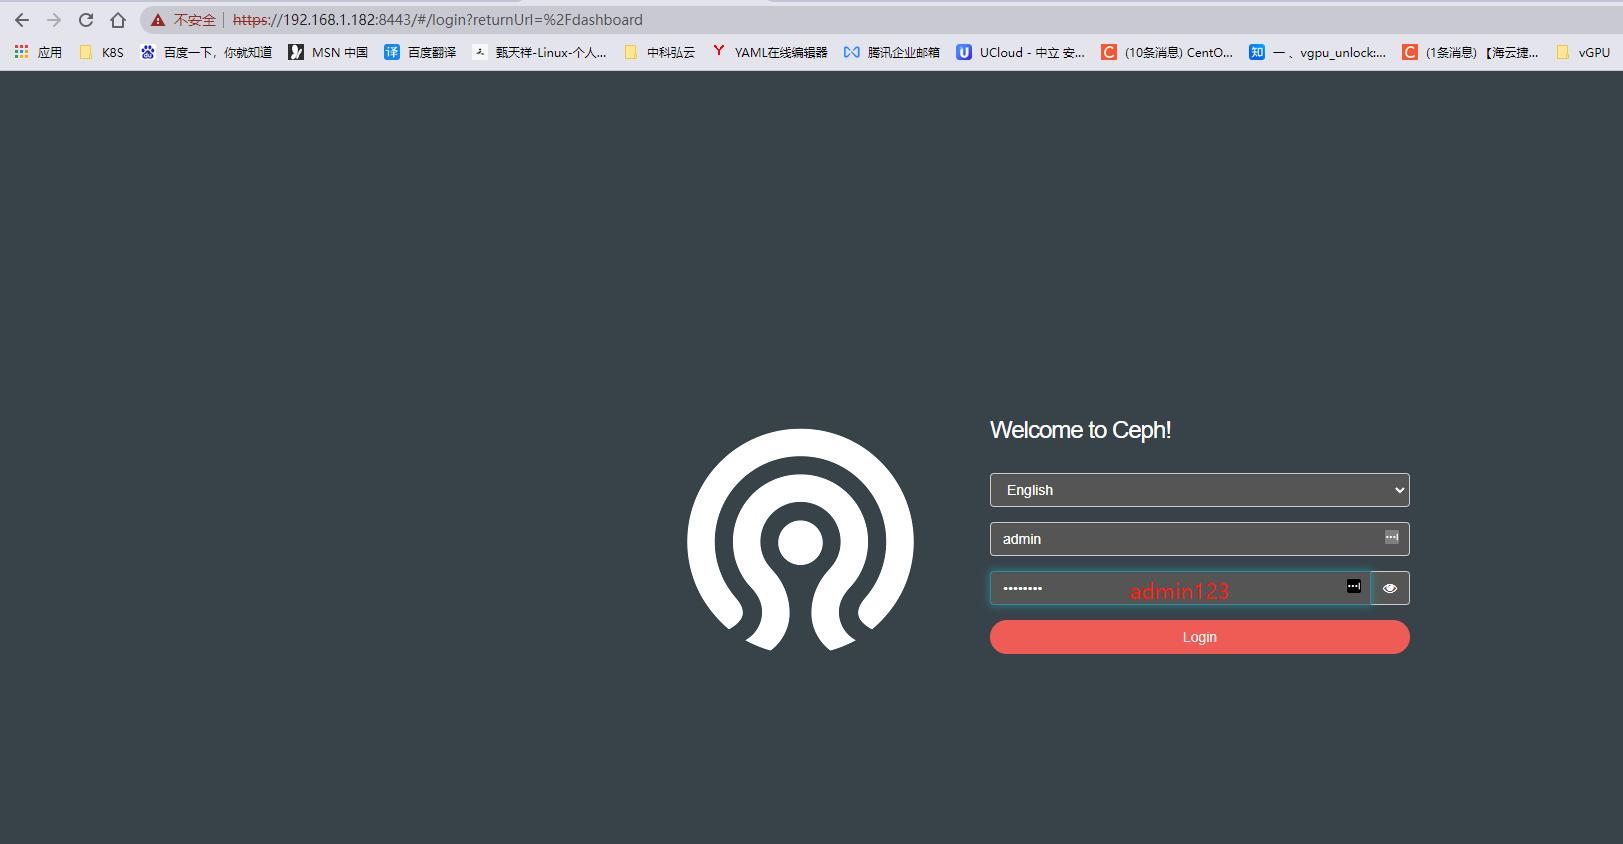 不安全 https://192.168.1.182:8443/#/login?returnUrl=%2Fdashboard
应用 K8S 百度一下，你就知道 MSN 中国 百度翻译 甄天祥-Linux-个人... 中科弘云 YAML在线编辑器 腾讯企业邮箱 UCloud - 中立 安... (10条消息) CentO... 一 、vgpu_unlock:... (1条消息) 【海云捷... vGPU
Welcome to Ceph!
English
admin
•••••••• admin123
Login